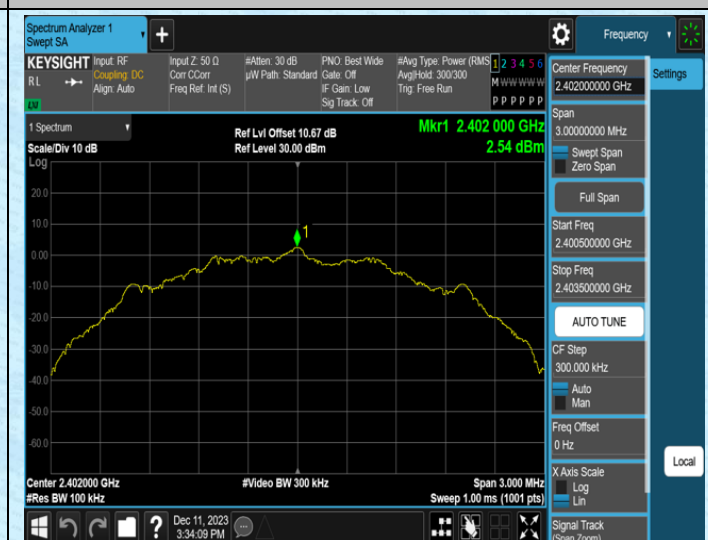 Spectrum Analyzer 1
Swept SA
Frequency
KEYSIGHT
RL
Input: RF
Coupling: DC
Align: Auto
Input Z: 50 Ω
Corr CCorr
Freq Ref: Int (S)
#Atten: 30 dB
µW Path: Standard
PNO: Best Wide
Gate: Off
IF Gain: Low
Sig Track: Off
#Avg Type: Power (RMS
Avg|Hold: 300/300
Trig: Free Run
1 2 3 4 5 6
M W W W W W
P P P P P P
1 Spectrum
Scale/Div 10 dB
Log
Ref Lvl Offset 10.67 dB
Ref Level 30.00 dBm
Mkr1 2.402 000 GHz
2.54 dBm
1
20.0
10.0
0.00
-10.0
-20.0
-30.0
-40.0
-50.0
-60.0
Center 2.402000 GHz
#Res BW 100 kHz
#Video BW 300 kHz
Span 3.000 MHz
Sweep 1.00 ms (1001 pts)
Dec 11, 2023
3:34:09 PM
Center Frequency
2.402000000 GHz
Settings
Span
3.00000000 MHz
Swept Span
Zero Span
Full Span
Start Freq
2.400500000 GHz
Stop Freq
2.403500000 GHz
AUTO TUNE
CF Step
300.000 kHz
Auto
Man
Freq Offset
0 Hz
X Axis Scale
Log
Lin
Local
Signal Track
(Span Zoom)